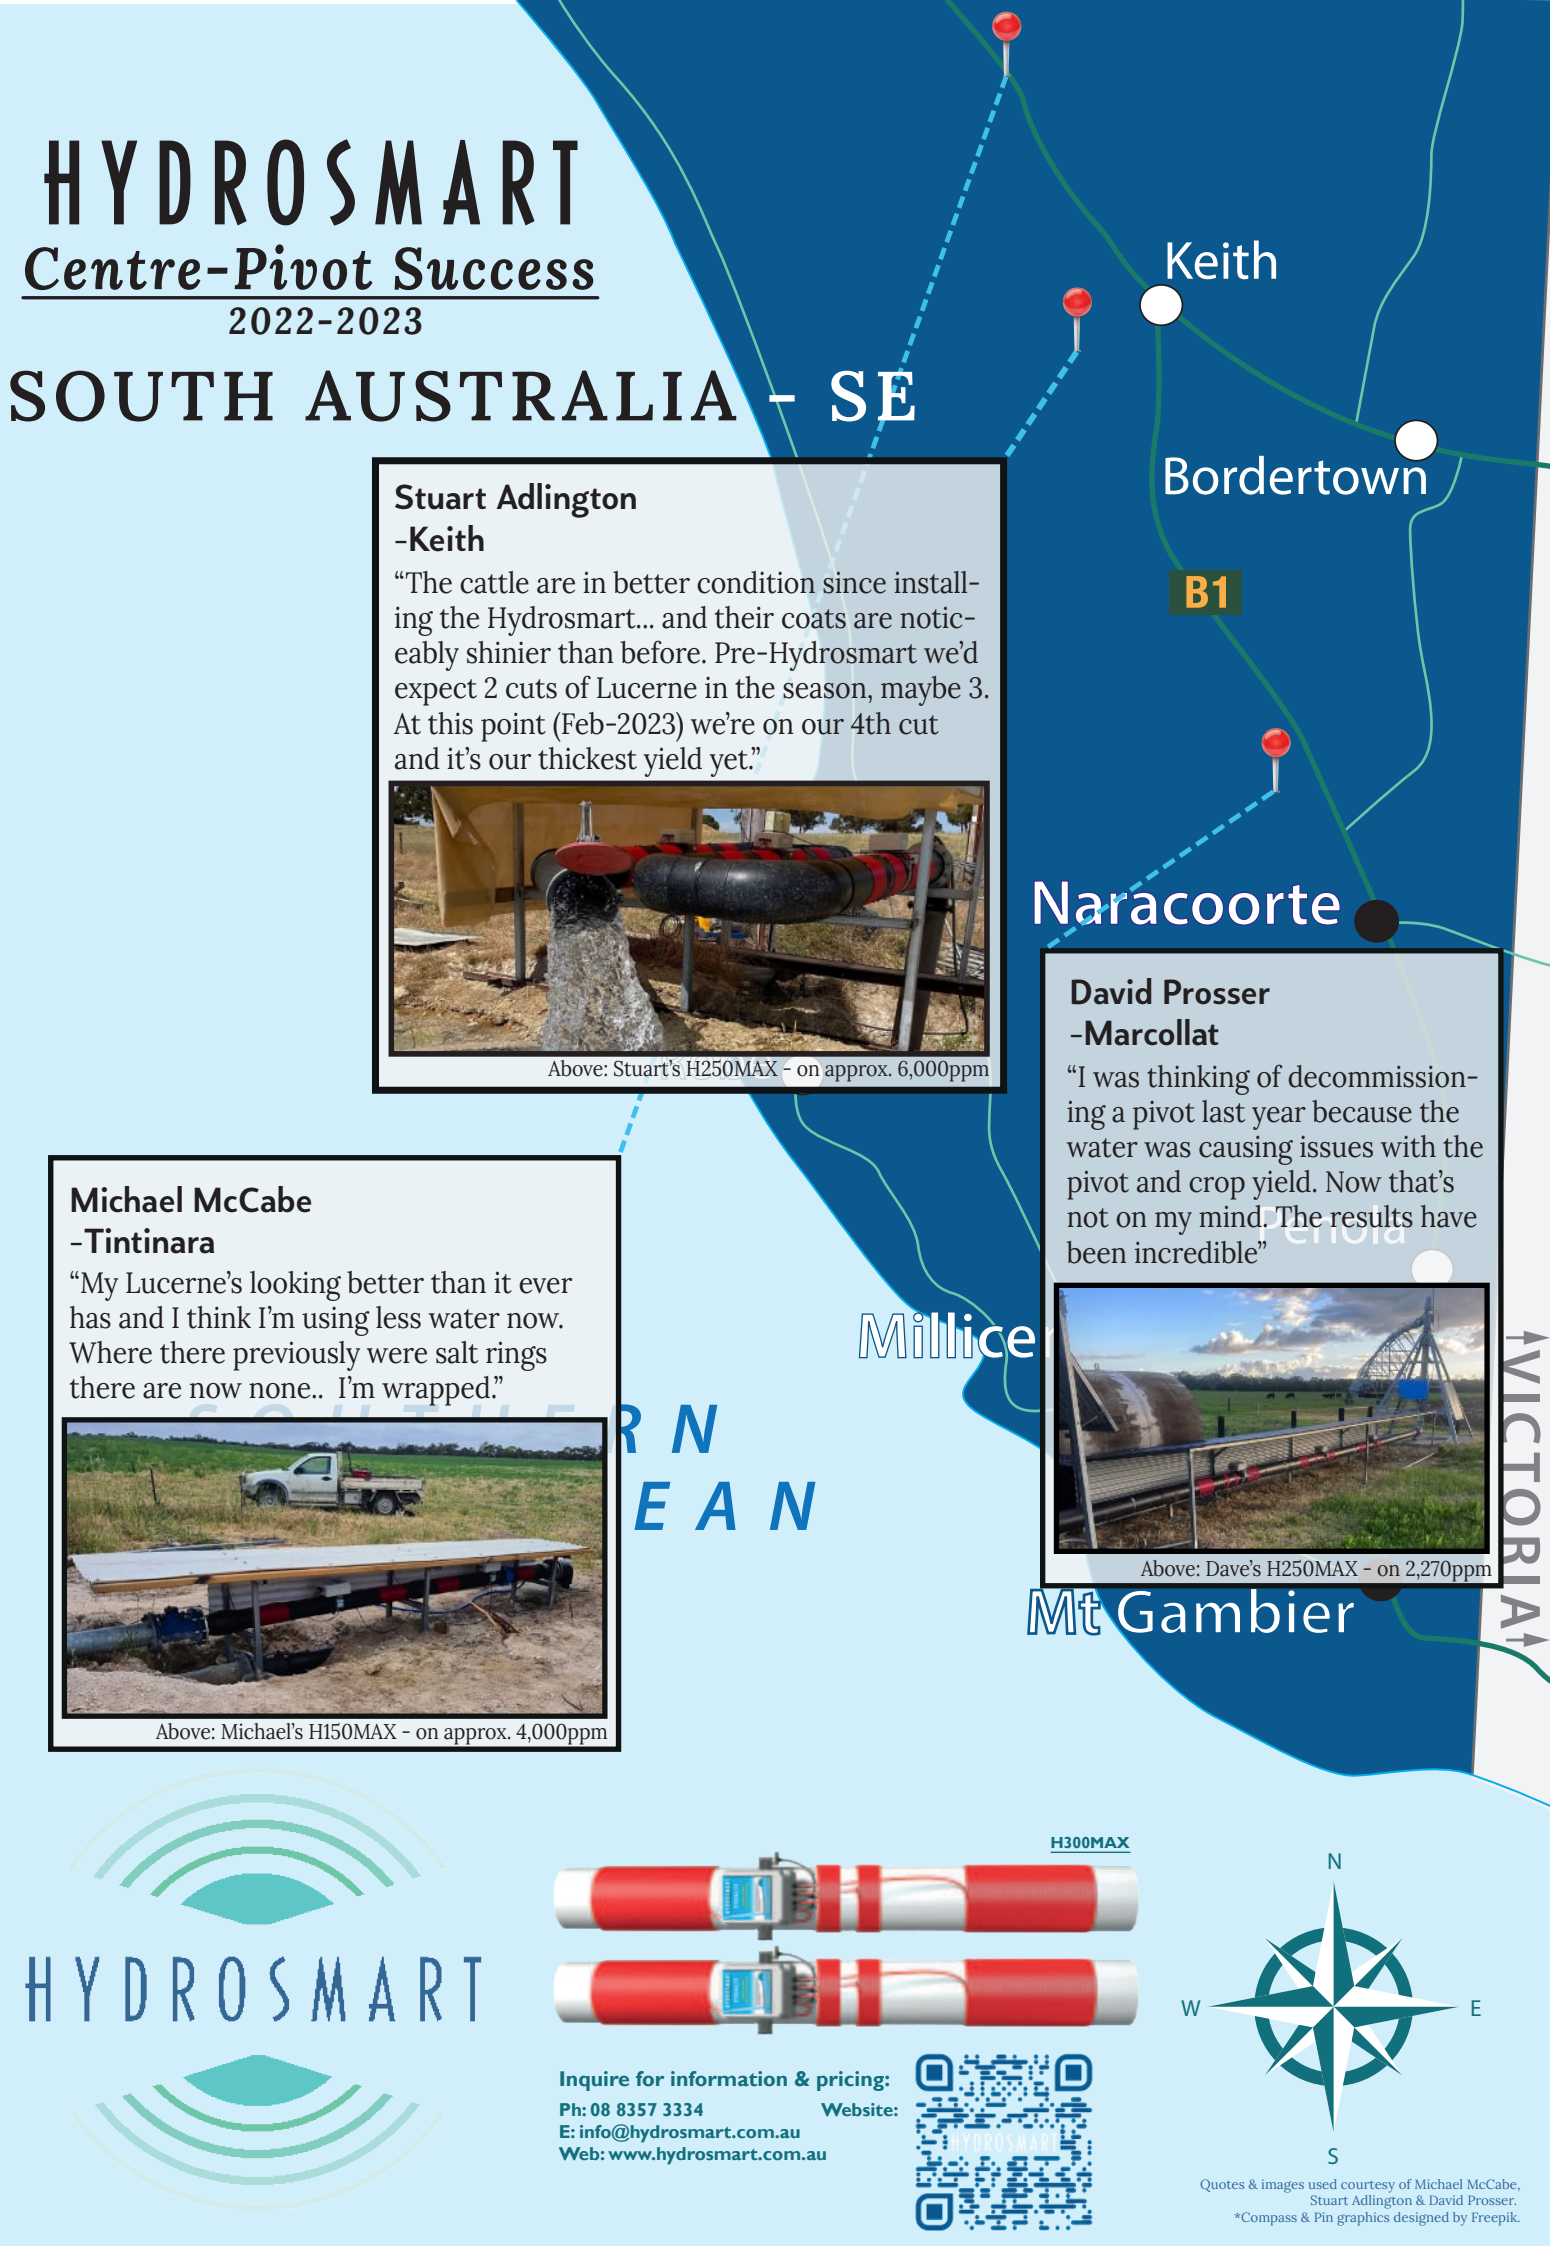 HYDROSMART
Centre-Pivot Success
2022-2023
SOUTH AUSTRALIA - SE
Keith
Bordertown
B1
Stuart Adlington
-Keith
“The cattle are in better condition since install-
ing the Hydrosmart... and their coats are notic-
eably shinier than before. Pre-Hydrosmart we’d
expect 2 cuts of Lucerne in the season, maybe 3.
At this point (Feb-2023) we’re on our 4th cut
and it’s our thickest yield yet.”
Above: Stuart’s H250MAX - on approx. 6,000ppm
Naracoorte
David Prosser
-Marcollat
“I was thinking of decommission-
ing a pivot last year because the
water was causing issues with the
pivot and crop yield. Now that’s
not on my mind. The results have
been incredible”
Penola
Above: Dave’s H250MAX - on 2,270ppm
Michael McCabe
-Tintinara
“My Lucerne’s looking better than it ever
has and I think I’m using less water now.
Where there previously were salt rings
there are now none.. I’m wrapped.”
Above: Michael’s H150MAX - on approx. 4,000ppm
Millice
SOUTHERN
EAN
Mt Gambier
VICTORIA
HYDROSMART
H300MAX
Inquire for information & pricing:
Ph: 08 8357 3334 Website:
E: info@hydrosmart.com.au
Web: www.hydrosmart.com.au
HYDROSMART
N
W E
S
Quotes & images used courtesy of Michael McCabe,
Stuart Adlington & David Prosser.
*Compass & Pin graphics designed by Freepik.